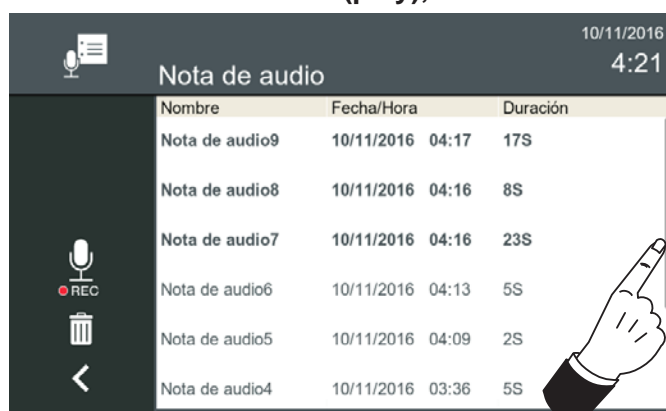 (play),
10/11/2016
4:21
Nota de audio
Nombre Fecha/Hora Duración
Nota de audio9 10/11/2016 04:17 17S
Nota de audio8 10/11/2016 04:16 8S
Nota de audio7 10/11/2016 04:16 23S
REC
Nota de audio6 10/11/2016 04:13 5S
Nota de audio5 10/11/2016 04:09 2S
Nota de audio4 10/11/2016 03:36 5S